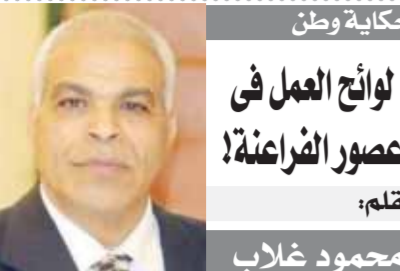 حكاية وطن
لوائح العمل فى
عصور الفراعنة!
قلم:
محمود غلاب